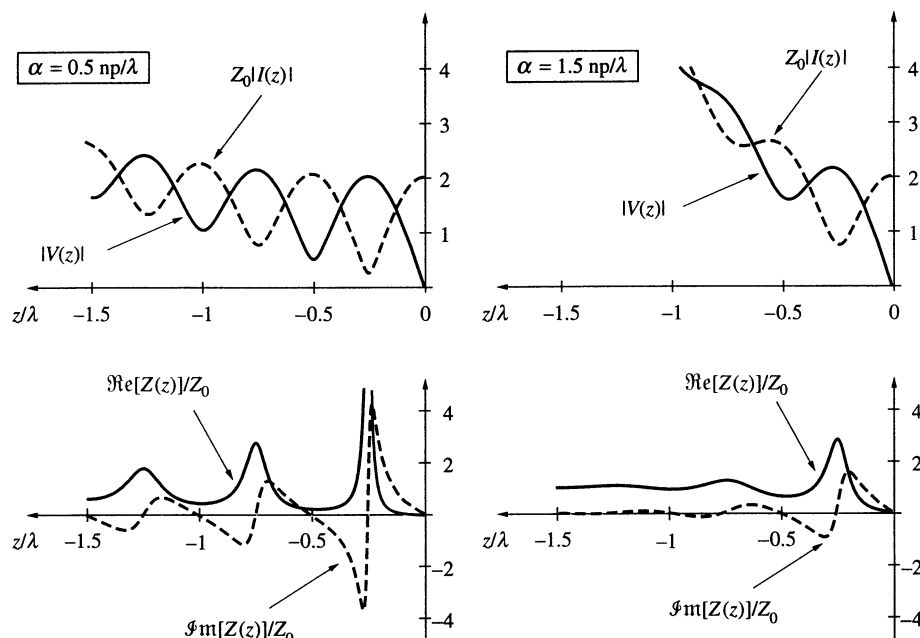 α = 0.5 np/λ
Z₀|I(z)|
|V(z)|
4
3
2
1
z/λ
−1.5
−1
−0.5
0
α = 1.5 np/λ
Z₀|I(z)|
|V(z)|
4
3
2
1
z/λ
−1.5
−1
−0.5
0
ℜe[Z(z)]/Z₀
ℐm[Z(z)]/Z₀
4
2
0
−2
−4
z/λ
−1.5
−1
−0.5
ℜe[Z(z)]/Z₀
ℐm[Z(z)]/Z₀
4
2
0
−2
−4
z/λ
−1.5
−1
−0.5